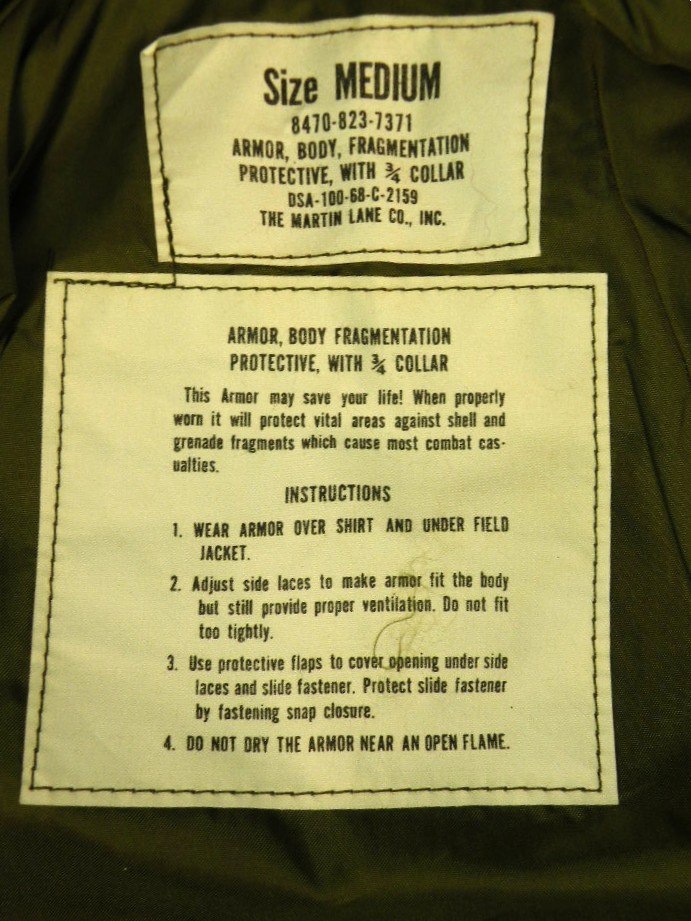 Size MEDIUM
8470-823-7371
ARMOR, BODY, FRAGMENTATION
PROTECTIVE, WITH ¾ COLLAR
DSA-100-68-C-2159
THE MARTIN LANE CO., INC.
ARMOR, BODY FRAGMENTATION
PROTECTIVE, WITH ¾ COLLAR
This Armor may save your life! When properly
worn it will protect vital areas against shell and
grenade fragments which cause most combat cas-
ualties.
INSTRUCTIONS
1. WEAR ARMOR OVER SHIRT AND UNDER FIELD
JACKET.
2. Adjust side laces to make armor fit the body
but still provide proper ventilation. Do not fit
too tightly.
3. Use protective flaps to cover opening under side
laces and slide fastener. Protect slide fastener
by fastening snap closure.
4. DO NOT DRY THE ARMOR NEAR AN OPEN FLAME.